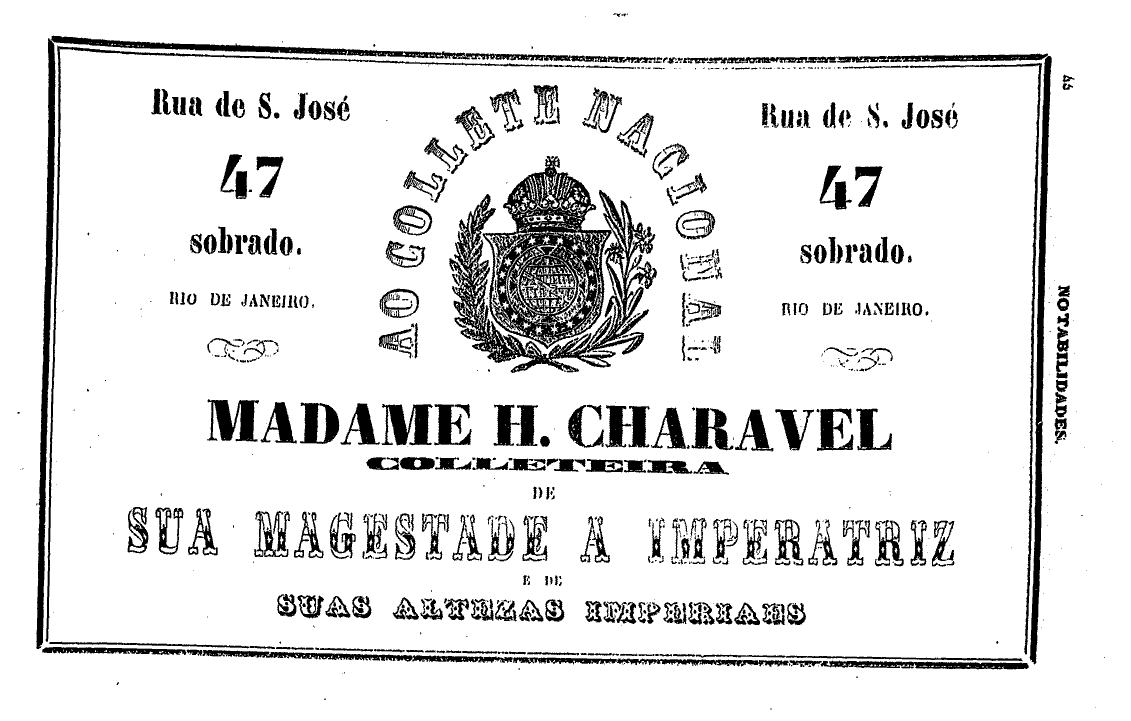 AO COLLETE NACIONAL
Rua de S. José
47
sobrado.
RIO DE JANEIRO.
Rua de S. José
47
sobrado.
RIO DE JANEIRO.
MADAME H. CHARAVEL
COLLETEIRA
DE
SUA MAGESTADE A IMPERATRIZ
E DE
SUAS ALTEZAS IMPERIAES
NOTABILIDADES.